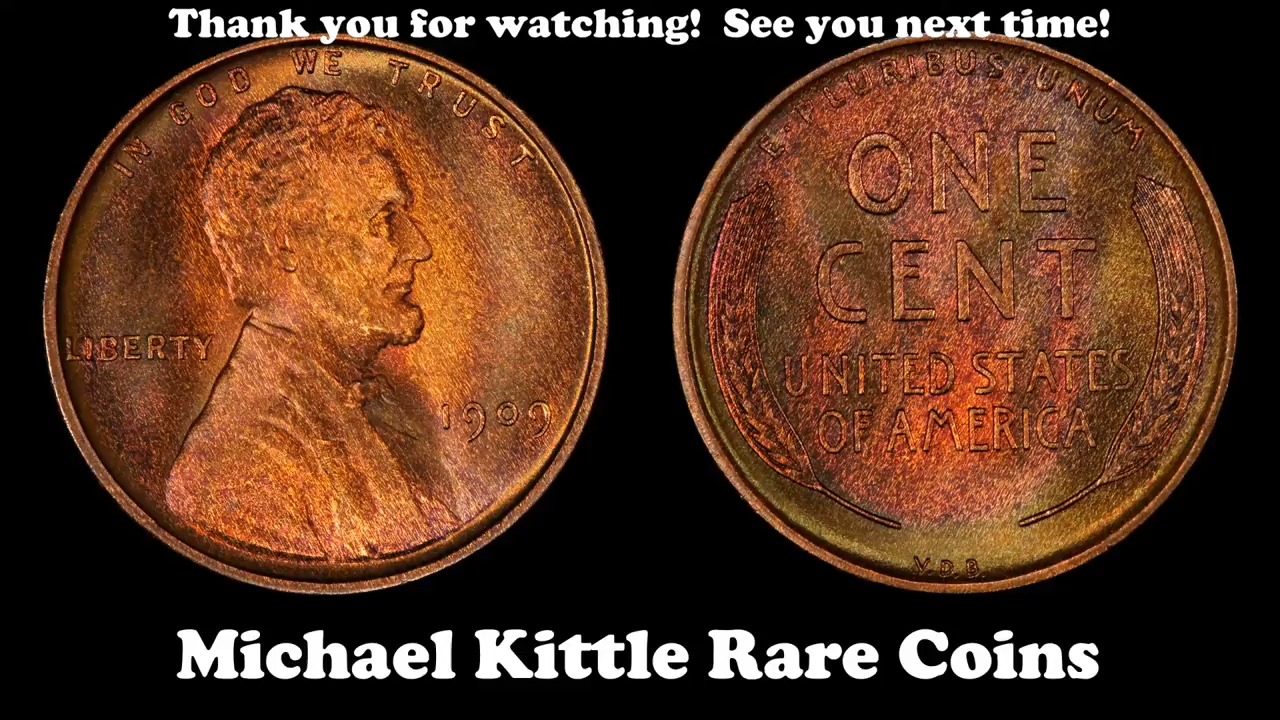 Thank you for watching! See you next time!
IN GOD WE TRUST
LIBERTY
1909
E·PLURIBUS·UNUM
ONE
CENT
UNITED STATES
OF AMERICA
V.D.B.
Michael Kittle Rare Coins